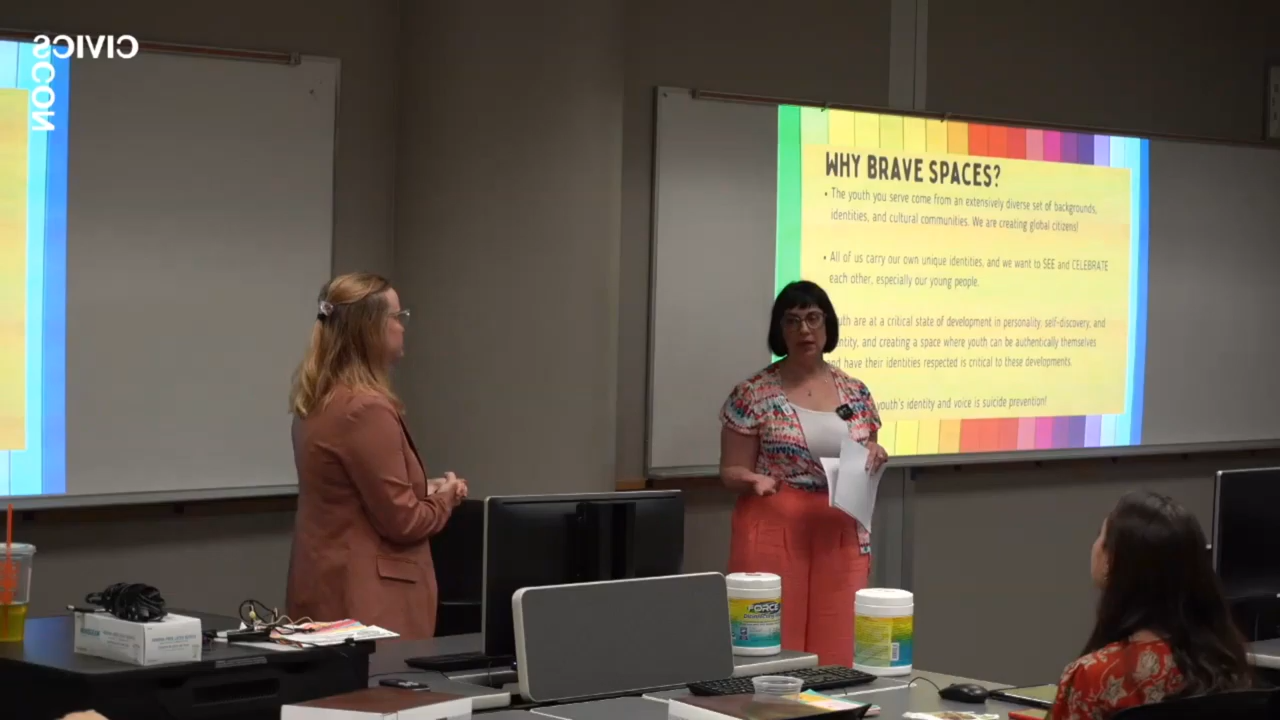 CIVICS
CON
WHY BRAVE SPACES?
• The youth you serve come from an extensively diverse set of backgrounds,
identities, and cultural communities. We are creating global citizens!
• All of us carry our own unique identities, and we want to SEE and CELEBRATE
each other, especially our young people.
uth are at a critical state of development in personality, self-discovery, and
ntity, and creating a space where youth can be authentically themselves
nd have their identities respected is critical to these developments.
youth's identity and voice is suicide prevention!
FORCE